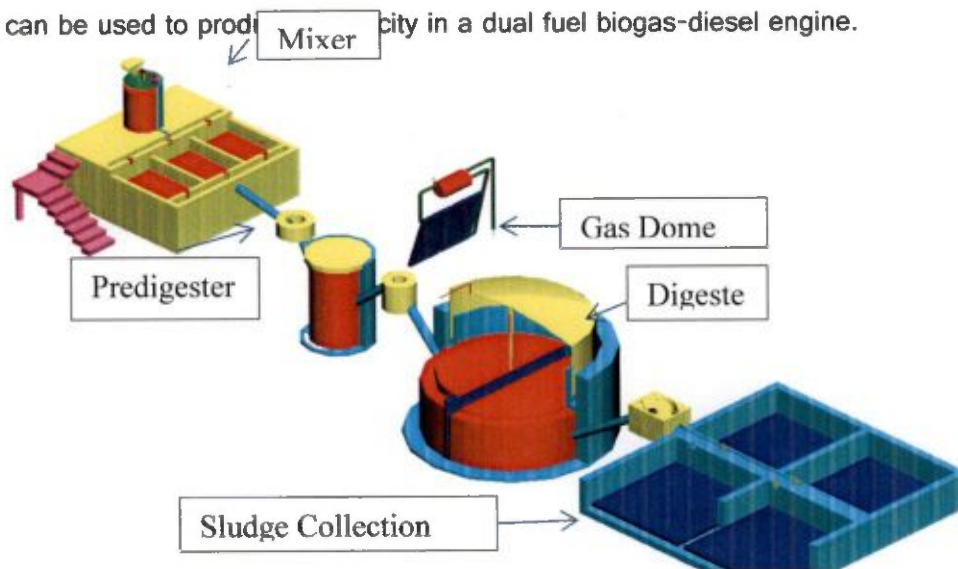 can be used to prod city in a dual fuel biogas-diesel engine.
Mixer
Gas Dome
Predigester
Digeste
Sludge Collection